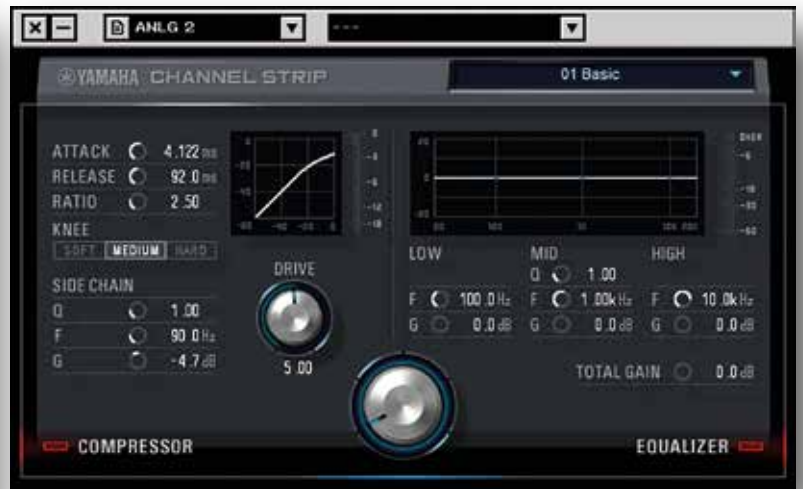 ANLG 2
---
YAMAHA CHANNEL STRIP
01 Basic
ATTACK 4.122 ms
RELEASE 92.0 ms
RATIO 2.50
KNEE
SOFT MEDIUM HARD
SIDE CHAIN
Q 1.00
F 90.0 Hz
G -4.7 dB
DRIVE
5.00
LOW
F 100.0 Hz
G 0.0 dB
MID
Q 1.00
F 1.00k Hz
G 0.0 dB
HIGH
F 10.0k Hz
G 0.0 dB
TOTAL GAIN 0.0 dB
COMPRESSOR
EQUALIZER